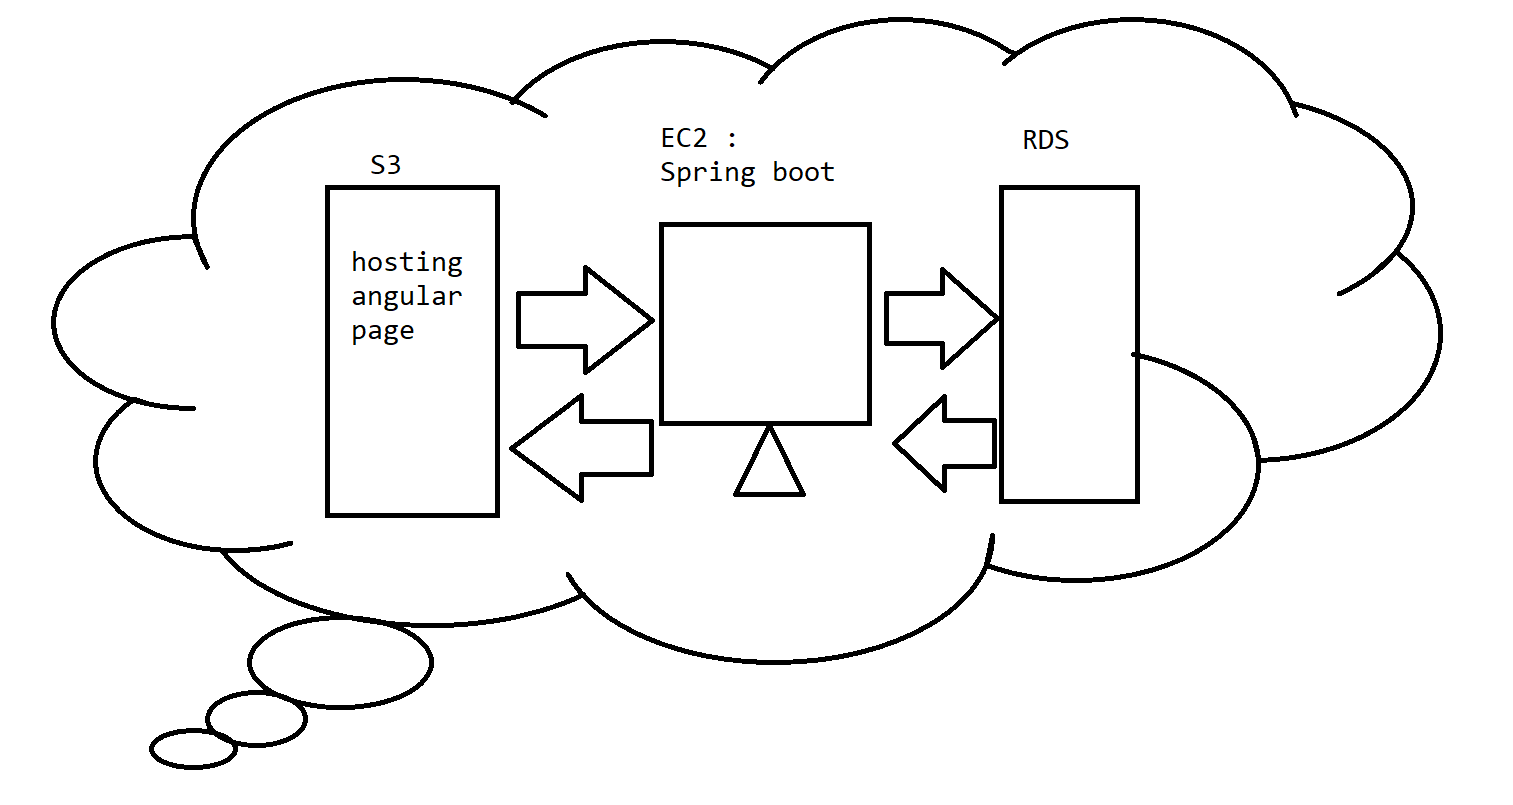 S3
hosting
angular
page
EC2 :
Spring boot
RDS